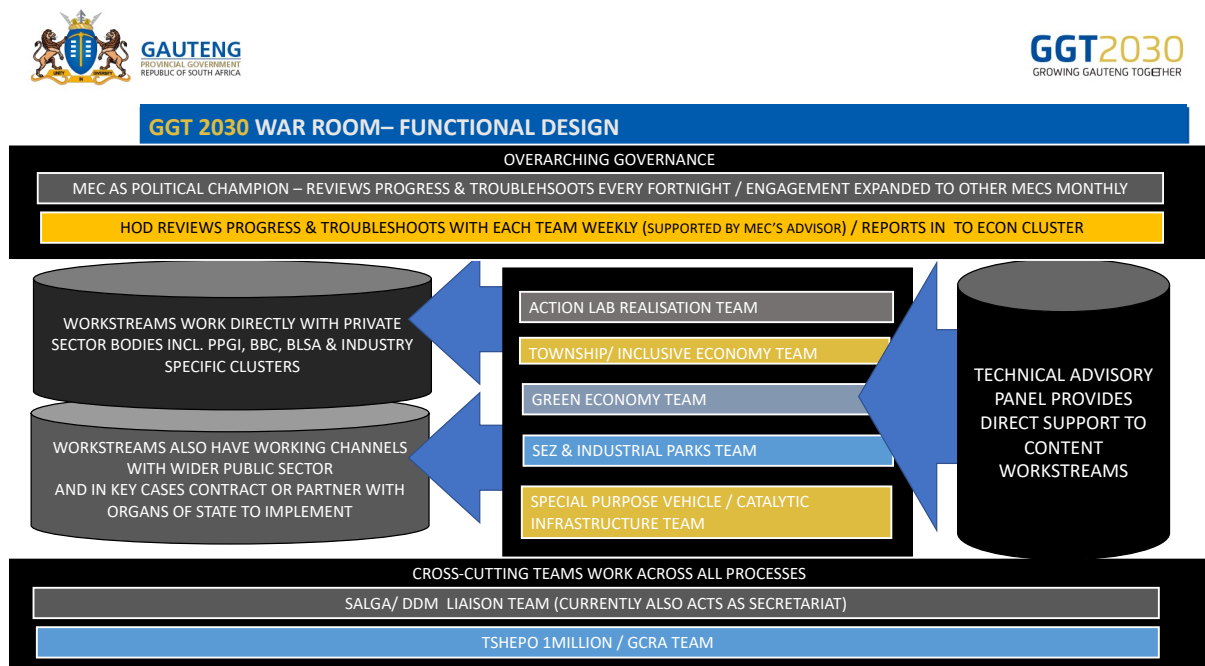 GAUTENG
PROVINCIAL GOVERNMENT
REPUBLIC OF SOUTH AFRICA
UNITY IN DIVERSITY
GGT2030
GROWING GAUTENG TOGETHER
GGT 2030 WAR ROOM– FUNCTIONAL DESIGN
OVERARCHING GOVERNANCE
MEC AS POLITICAL CHAMPION – REVIEWS PROGRESS & TROUBLEHSOOTS EVERY FORTNIGHT / ENGAGEMENT EXPANDED TO OTHER MECS MONTHLY
HOD REVIEWS PROGRESS & TROUBLESHOOTS WITH EACH TEAM WEEKLY (SUPPORTED BY MEC'S ADVISOR) / REPORTS IN TO ECON CLUSTER
WORKSTREAMS WORK DIRECTLY WITH PRIVATE
SECTOR BODIES INCL. PPGI, BBC, BLSA & INDUSTRY
SPECIFIC CLUSTERS
WORKSTREAMS ALSO HAVE WORKING CHANNELS
WITH WIDER PUBLIC SECTOR
AND IN KEY CASES CONTRACT OR PARTNER WITH
ORGANS OF STATE TO IMPLEMENT
ACTION LAB REALISATION TEAM
TOWNSHIP/ INCLUSIVE ECONOMY TEAM
GREEN ECONOMY TEAM
SEZ & INDUSTRIAL PARKS TEAM
SPECIAL PURPOSE VEHICLE / CATALYTIC
INFRASTRUCTURE TEAM
TECHNICAL ADVISORY
PANEL PROVIDES
DIRECT SUPPORT TO
CONTENT
WORKSTREAMS
CROSS-CUTTING TEAMS WORK ACROSS ALL PROCESSES
SALGA/ DDM LIAISON TEAM (CURRENTLY ALSO ACTS AS SECRETARIAT)
TSHEPO 1MILLION / GCRA TEAM